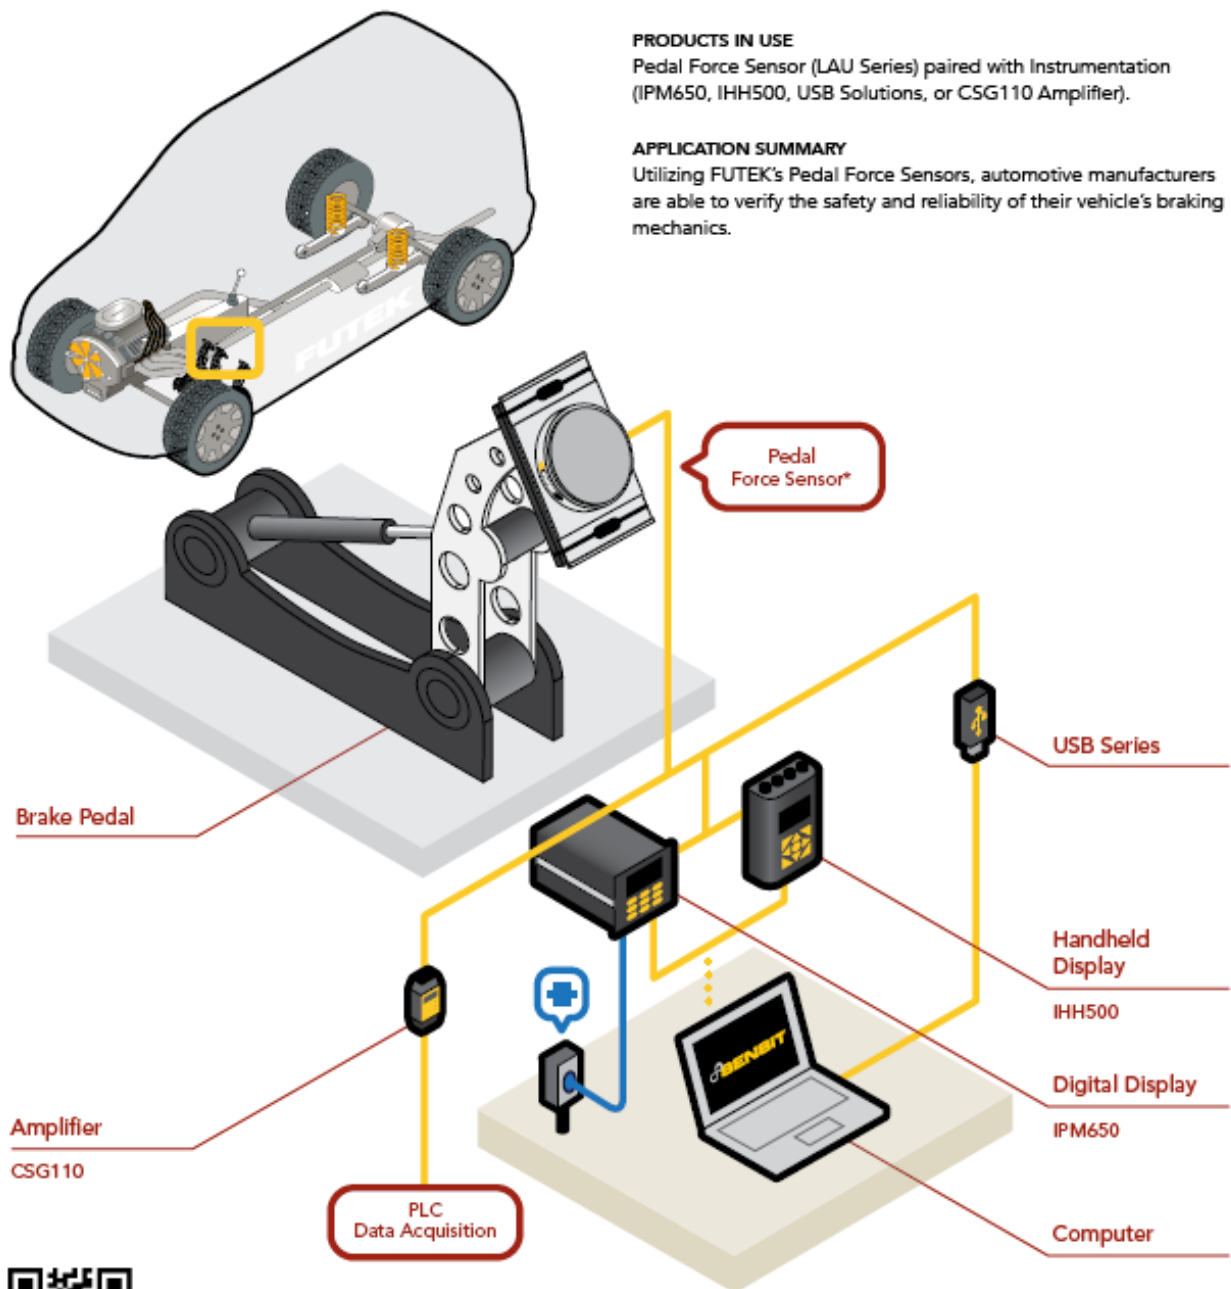 PRODUCTS IN USE
Pedal Force Sensor (LAU Series) paired with Instrumentation
(IPM650, IHH500, USB Solutions, or CSG110 Amplifier).
APPLICATION SUMMARY
Utilizing FUTEK's Pedal Force Sensors, automotive manufacturers
are able to verify the safety and reliability of their vehicle's braking
mechanics.
FUTEK
Pedal
Force Sensor*
USB Series
Brake Pedal
Handheld
Display
IHH500
SENSIT
Digital Display
IPM650
Amplifier
CSG110
PLC
Data Acquisition
Computer